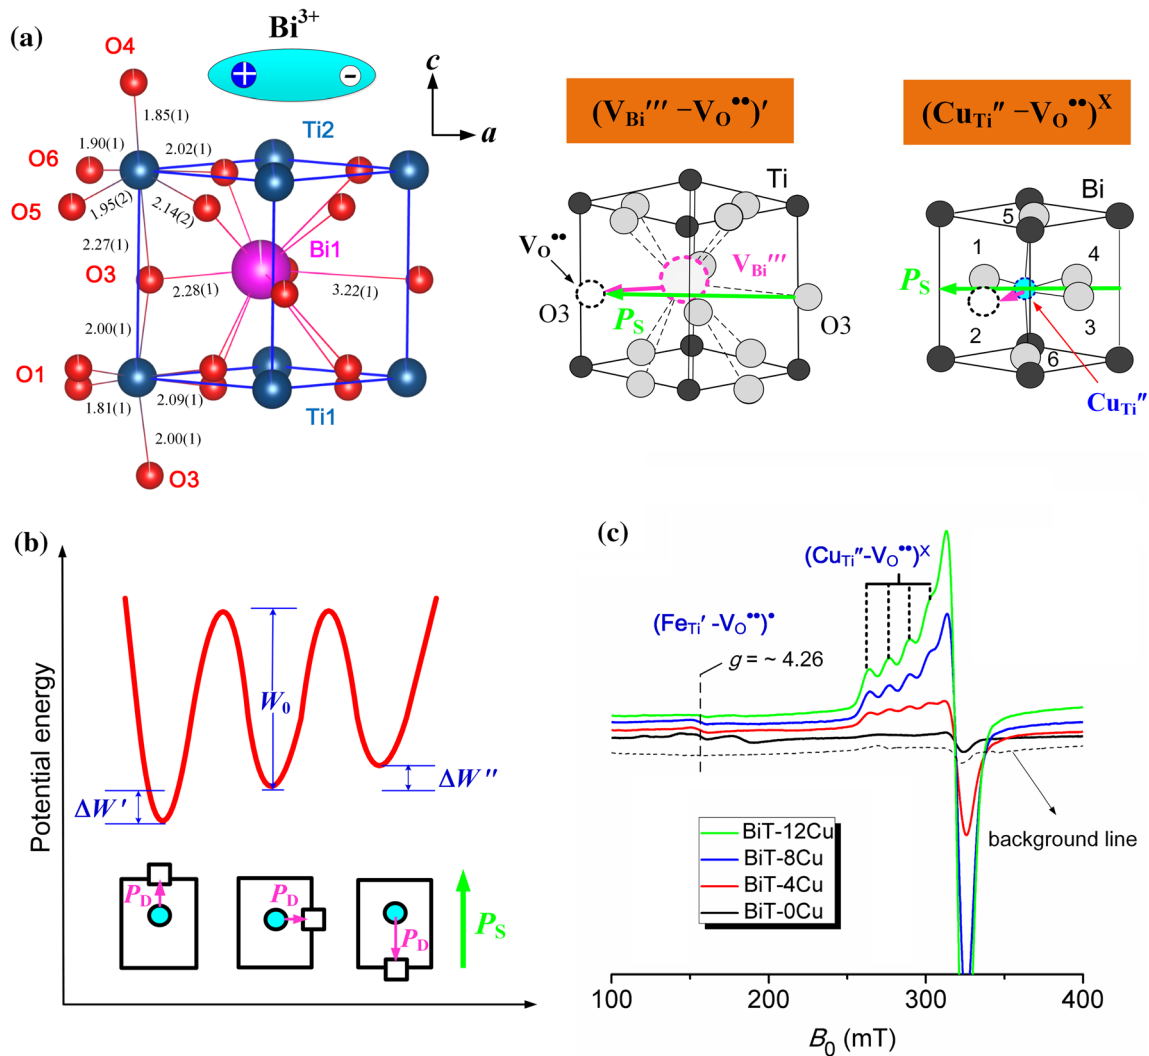 (a)
Bi3+
+
-
c
a
O4
1.85(1)
1.90(1)
2.02(1)
Ti2
O6
O5
1.95(2)
2.14(2)
2.27(1)
Bi1
O3
2.28(1)
3.22(1)
2.00(1)
O1
1.81(1)
2.09(1)
Ti1
2.00(1)
O3
(VBi''' –VO••)'
Ti
VO••
VBi'''
O3
PS
O3
(CuTi'' –VO••)X
Bi
5
1
4
PS
2
3
6
CuTi''
(b)
Potential energy
W0
ΔW'
ΔW''
PD
PD
PD
PS
(c)
(CuTi''-VO••)X
(FeTi' -VO••)•
g = ~ 4.26
background line
BiT-12Cu
BiT-8Cu
BiT-4Cu
BiT-0Cu
100
200
300
400
B0 (mT)